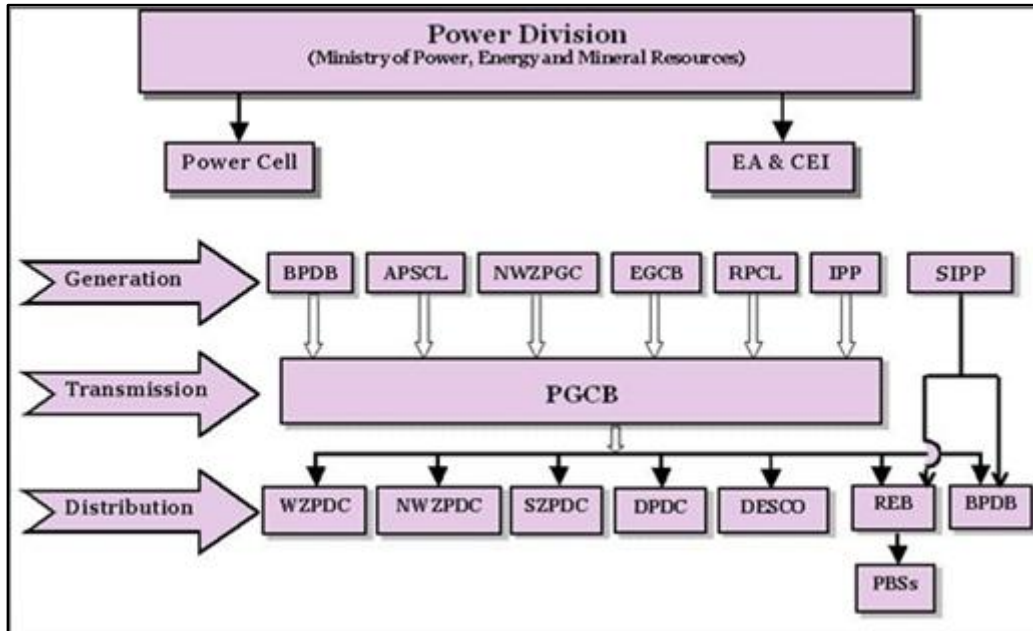 Power Division
(Ministry of Power, Energy and Mineral Resources)
Power Cell
EA & CEI
Generation
BPDB
APSCL
NWZPGC
EGCB
RPCL
IPP
SIPP
Transmission
PGCB
Distribution
WZPDC
NWZPDC
SZPDC
DPDC
DESCO
REB
BPDB
PBSs